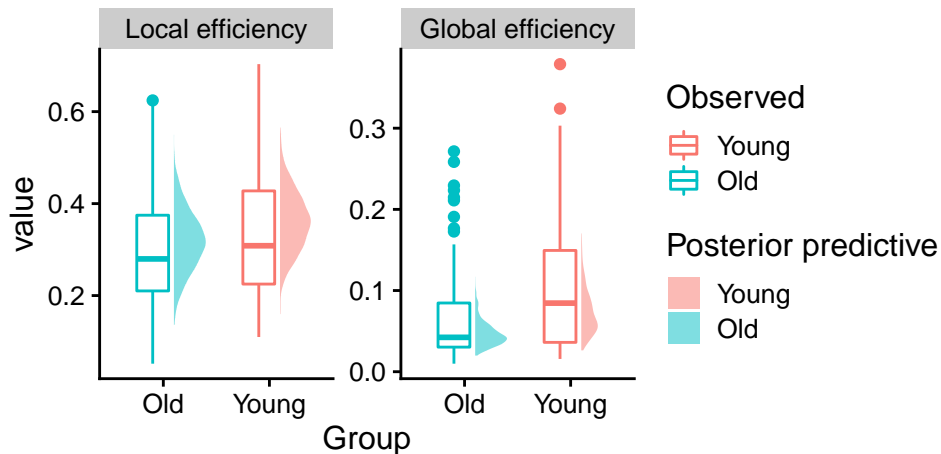 Local efficiency
Global efficiency
value
0.6
0.4
0.2
0.3
0.2
0.1
0.0
Old
Young
Old
Young
Group
Observed
Young
Old
Posterior predictive
Young
Old